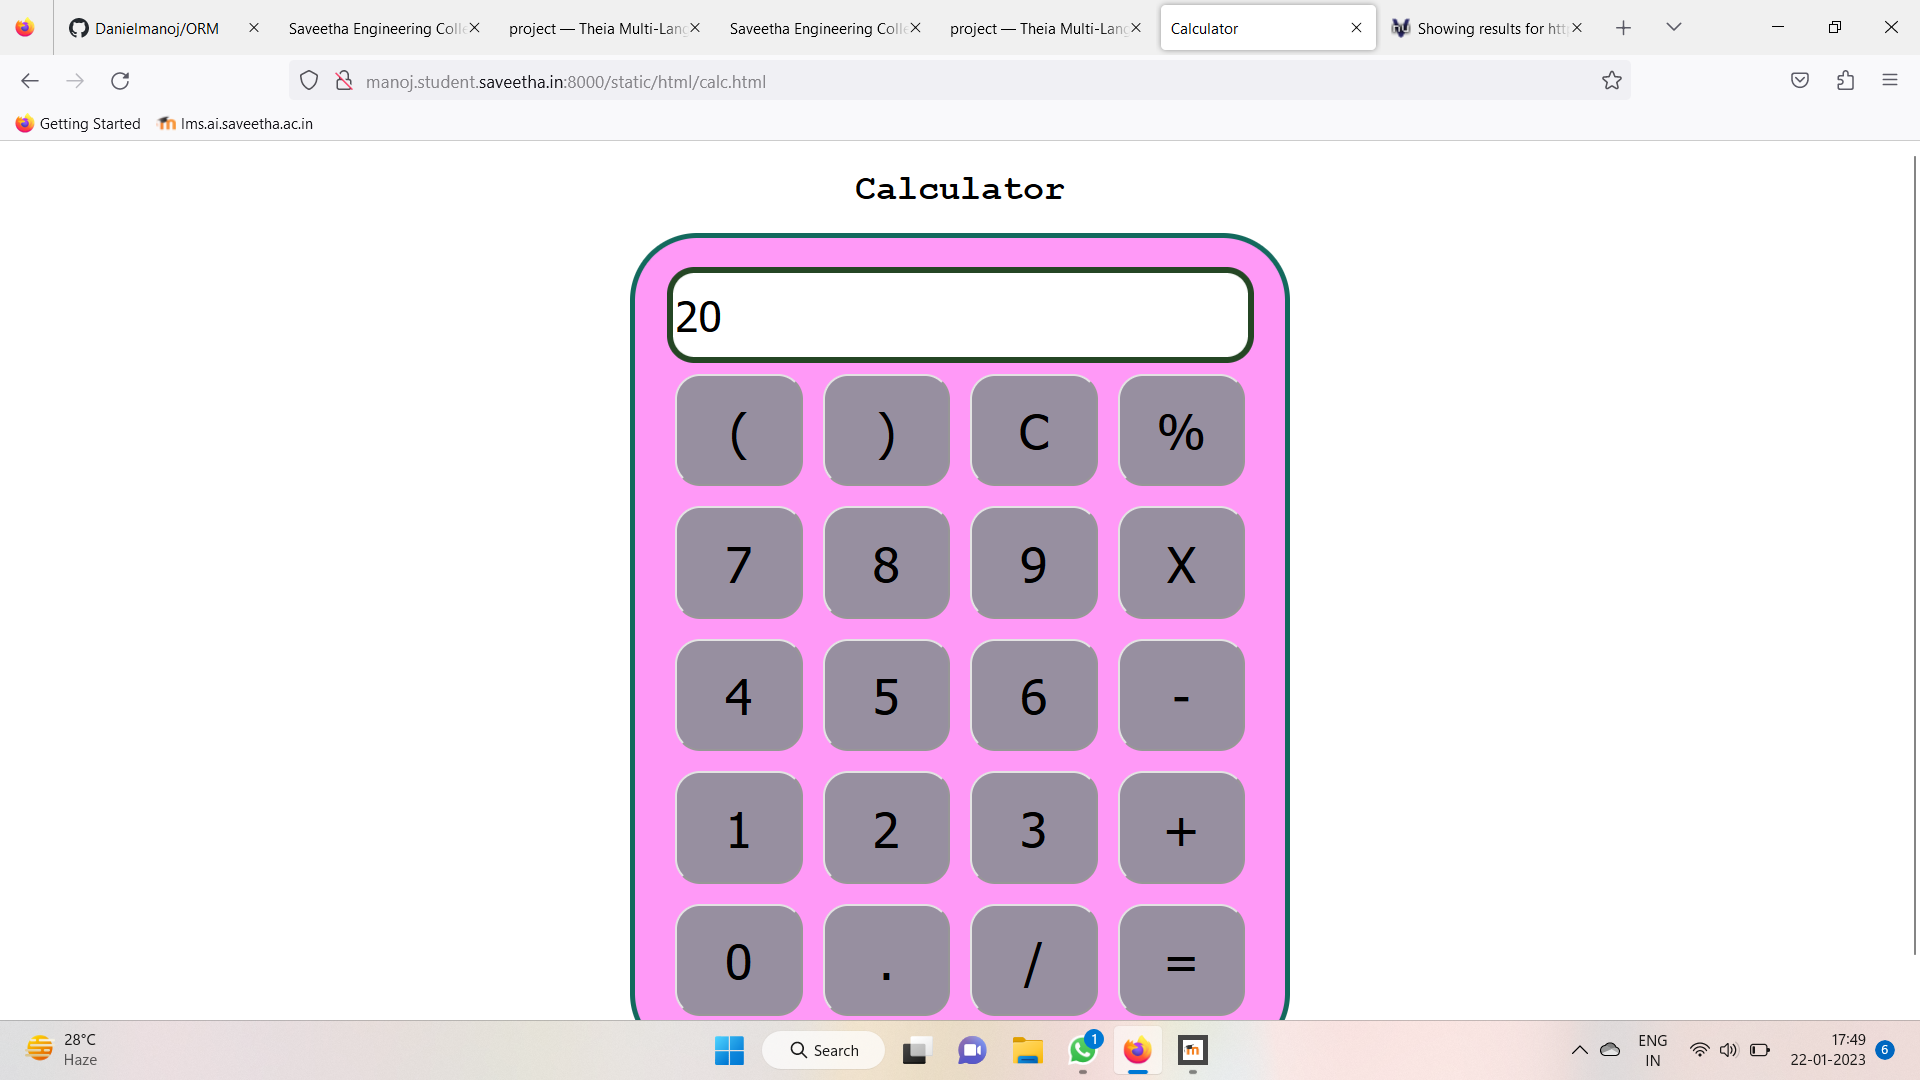 Danielmanoj/ORM
Saveetha Engineering Coll
project — Theia Multi-Lang
Saveetha Engineering Coll
project — Theia Multi-Lang
Calculator
Showing results for htt
manoj.student.saveetha.in:8000/static/html/calc.html
Getting Started
lms.ai.saveetha.ac.in
Calculator
20
( ) C %
7 8 9 X
4 5 6 -
1 2 3 +
0 . / =
28°C
Haze
Search
1
ENG
IN
17:49
22-01-2023
6